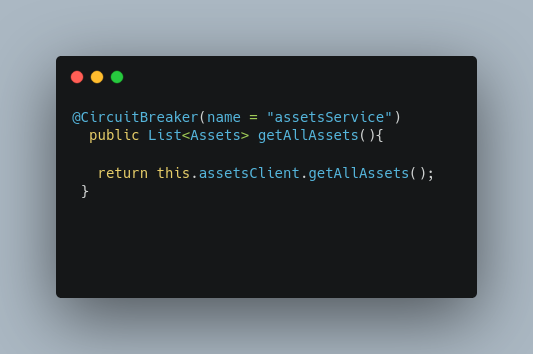 @CircuitBreaker(name = "assetsService")
public List<Assets> getAllAssets(){
return this.assetsClient.getAllAssets();
}